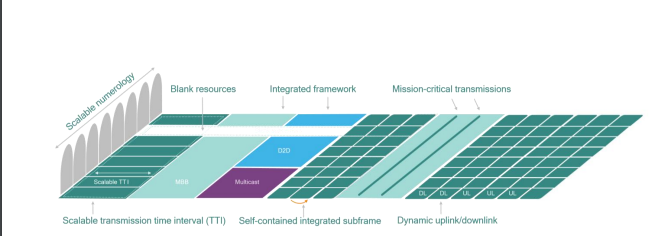 Scalable numerology
Blank resources
Integrated framework
Mission-critical transmissions
D2D
Scalable TTI
MBB
Multicast
DL DL UL UL UL
Scalable transmission time interval (TTI)
Self-contained integrated subframe
Dynamic uplink/downlink